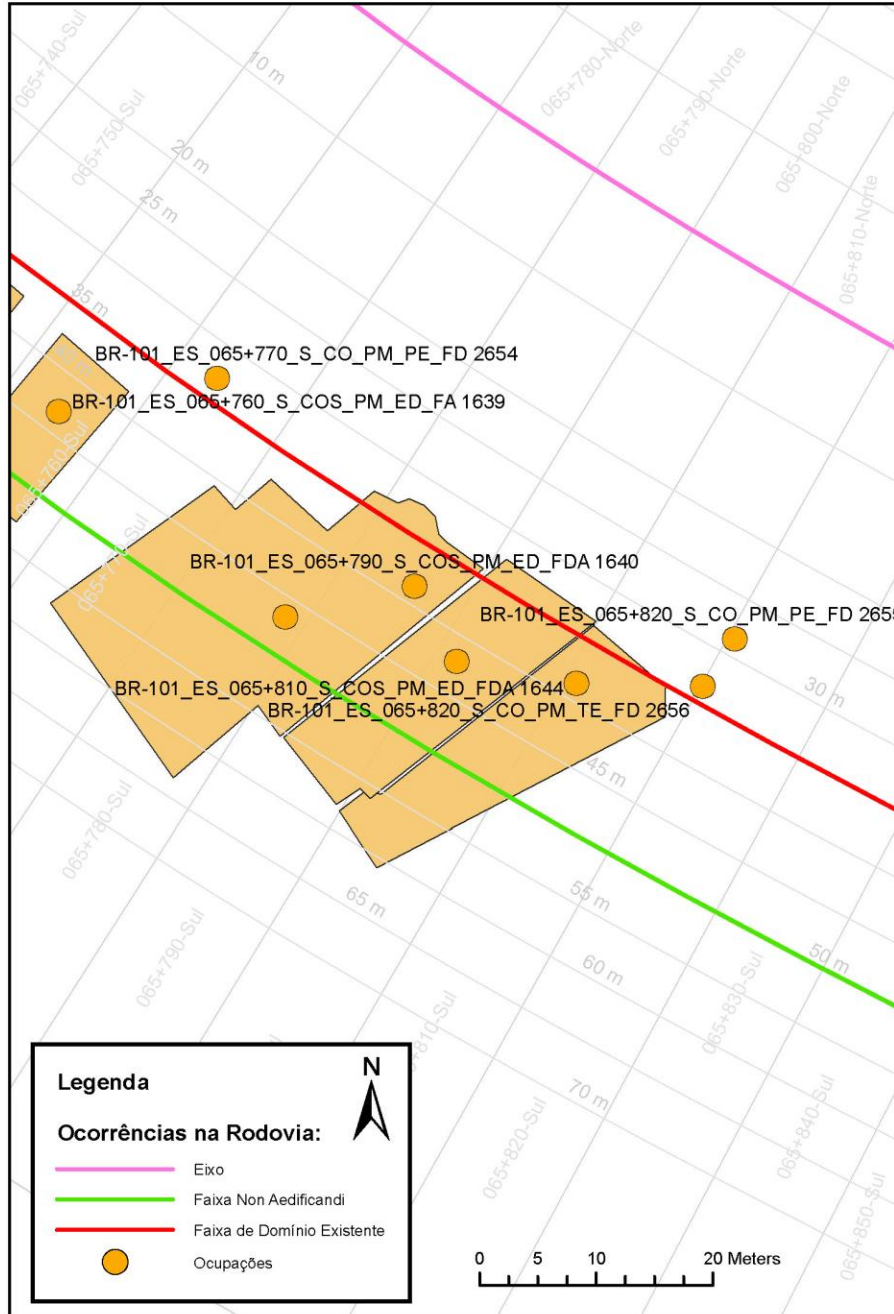 065+740-Sul
065+750-Sul
10 m
20 m
25 m
35 m
065+780-Norte
065+790-Norte
065+800-Norte
065+810-Norte
BR-101_ES_065+770_S_CO_PM_PE_FD 2654
BR-101_ES_065+760_S_COS_PM_ED_FA 1639
065+760-Sul
065+770-Sul
BR-101_ES_065+790_S_COS_PM_ED_FDA 1640
BR-101_ES_065+820_S_CO_PM_PE_FD 2655
BR-101_ES_065+810_S_COS_PM_ED_FDA 1644
BR-101_ES_065+820_S_CO_PM_TE_FD 2656
30 m
45 m
065+780-Sul
65 m
55 m
50 m
60 m
065+790-Sul
70 m
065+830-Sul
065+820-Sul
065+840-Sul
065+850-Sul
Legenda
N
Ocorrências na Rodovia:
Eixo
Faixa Non Aedificandi
Faixa de Domínio Existente
Ocupações
0 5 10 20 Meters